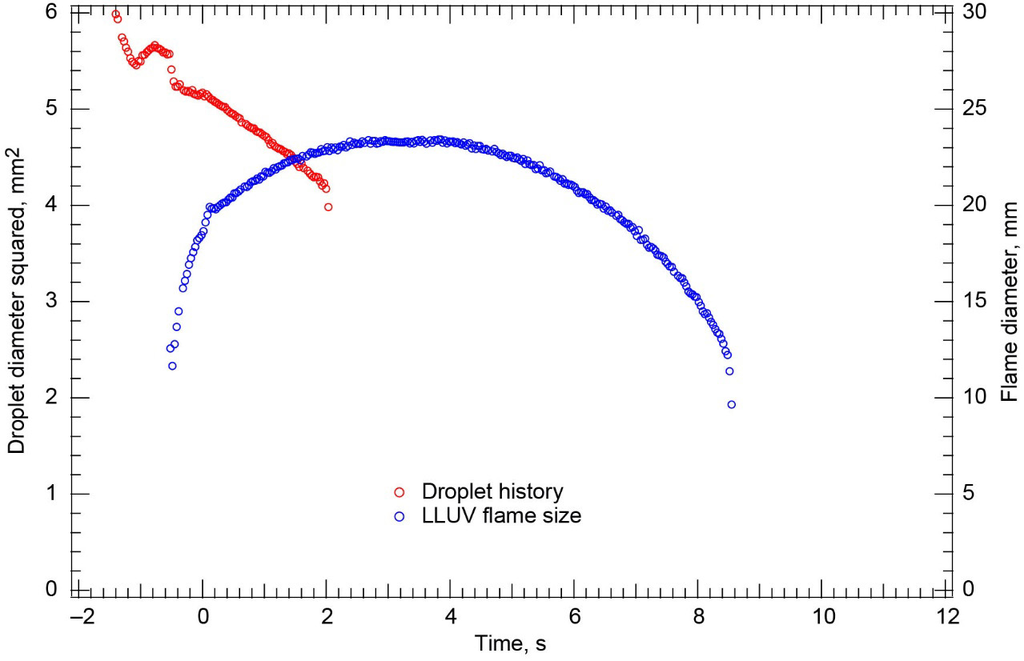 6
5
4
3
2
1
0
30
25
20
15
10
5
0
Droplet diameter squared, mm²
Flame diameter, mm
Droplet history
LLUV flame size
–2 0 2 4 6 8 10 12
Time, s